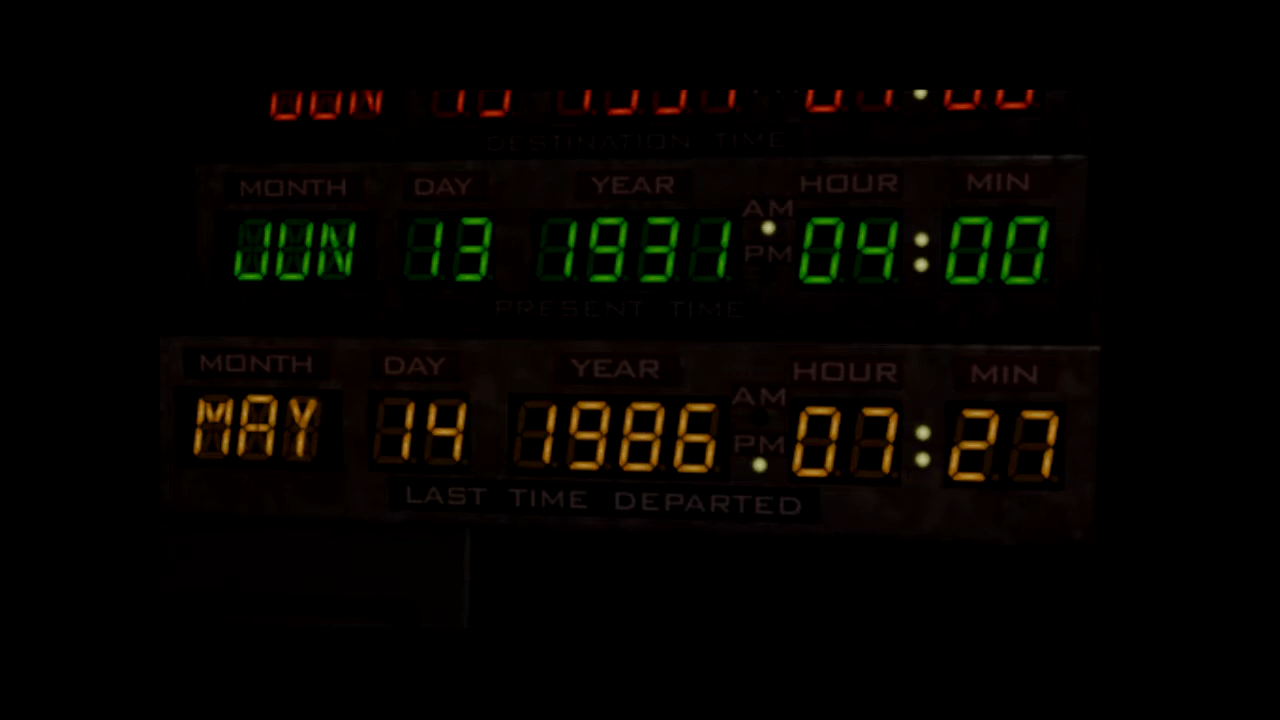 DESTINATION TIME
MONTH DAY YEAR AM HOUR MIN
JUN 13 1931 PM 04:00
PRESENT TIME
MONTH DAY YEAR AM HOUR MIN
MAY 14 1986 PM 07:27
LAST TIME DEPARTED